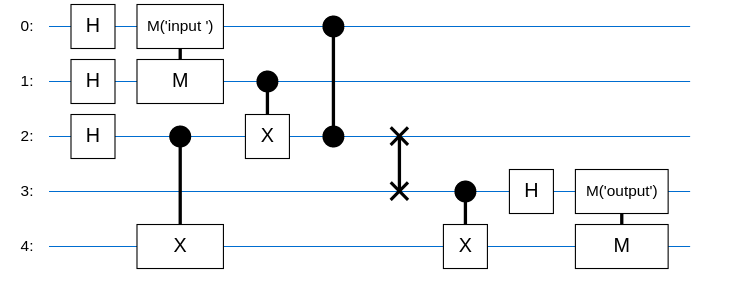 0: H M('input ')
1: H M
2: H X
3: H M('output')
4: X X M